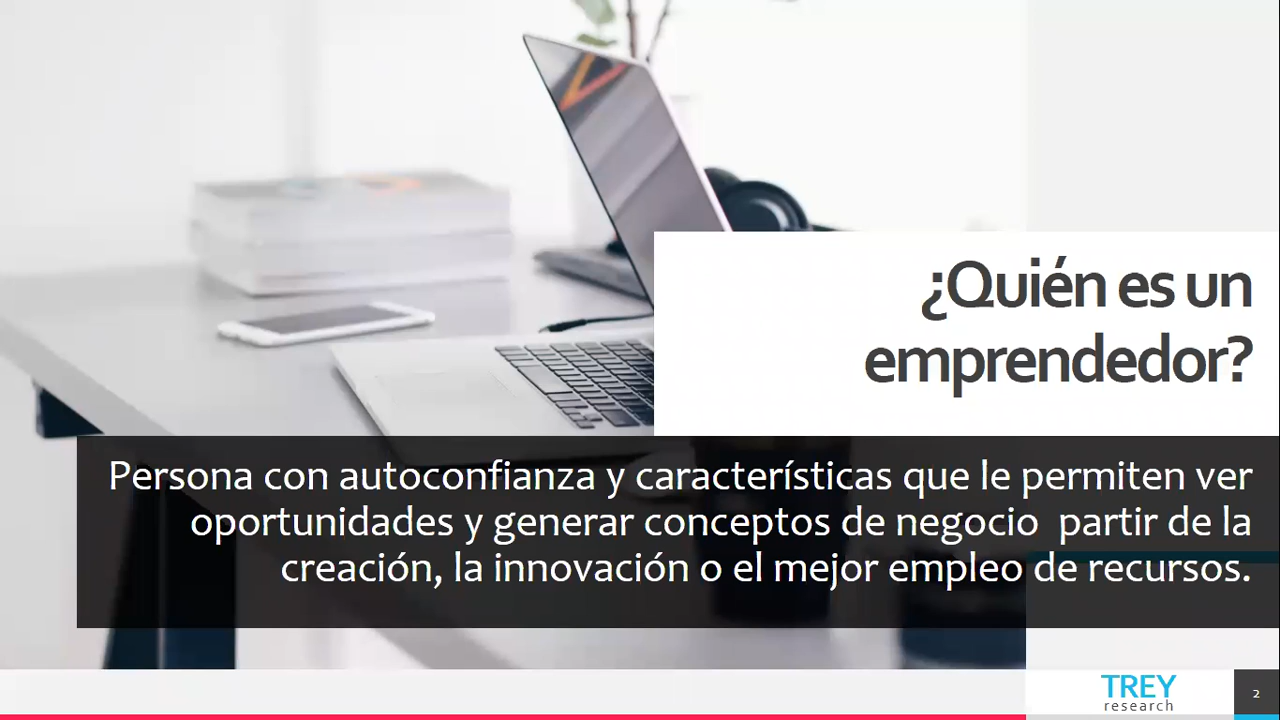 ¿Quién es un
emprendedor?
Persona con autoconfianza y características que le permiten ver
oportunidades y generar conceptos de negocio  partir de la
creación, la innovación o el mejor empleo de recursos.
TREY
research
2